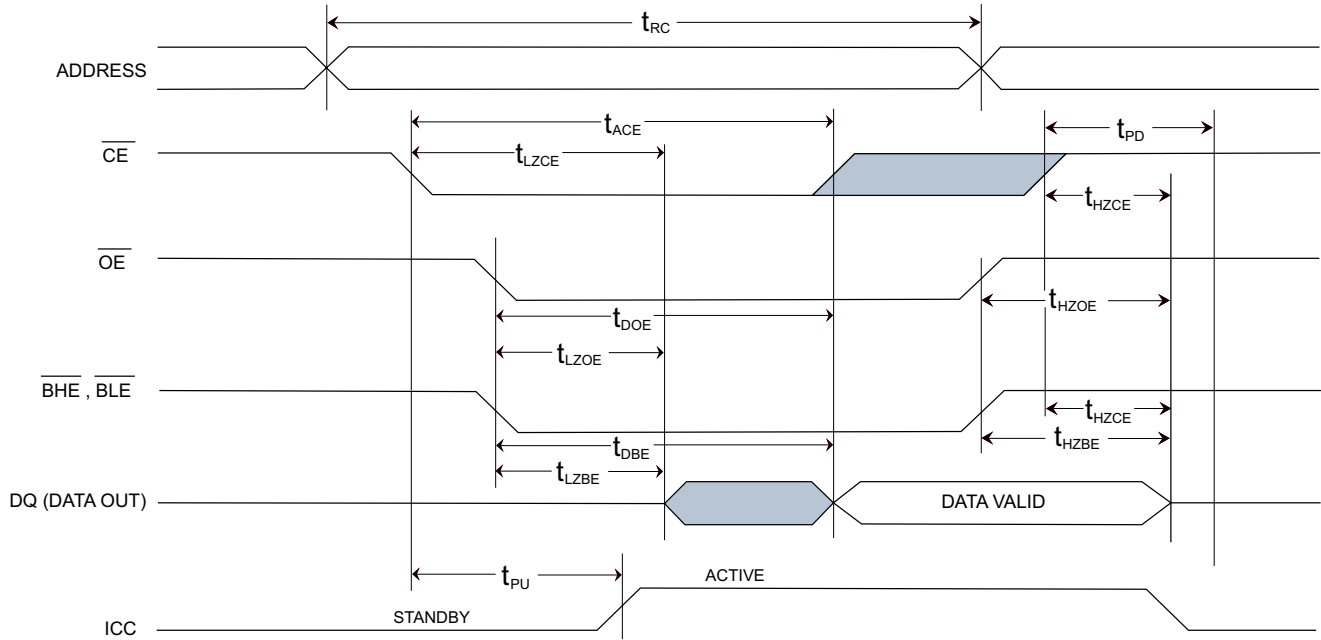 tRC
ADDRESS
tACE
tPD
CE
tLZCE
tHZCE
OE
tHZOE
tDOE
tLZOE
BHE , BLE
tHZCE
tDBE
tHZBE
tLZBE
DQ (DATA OUT)
DATA VALID
tPU
ACTIVE
STANDBY
ICC